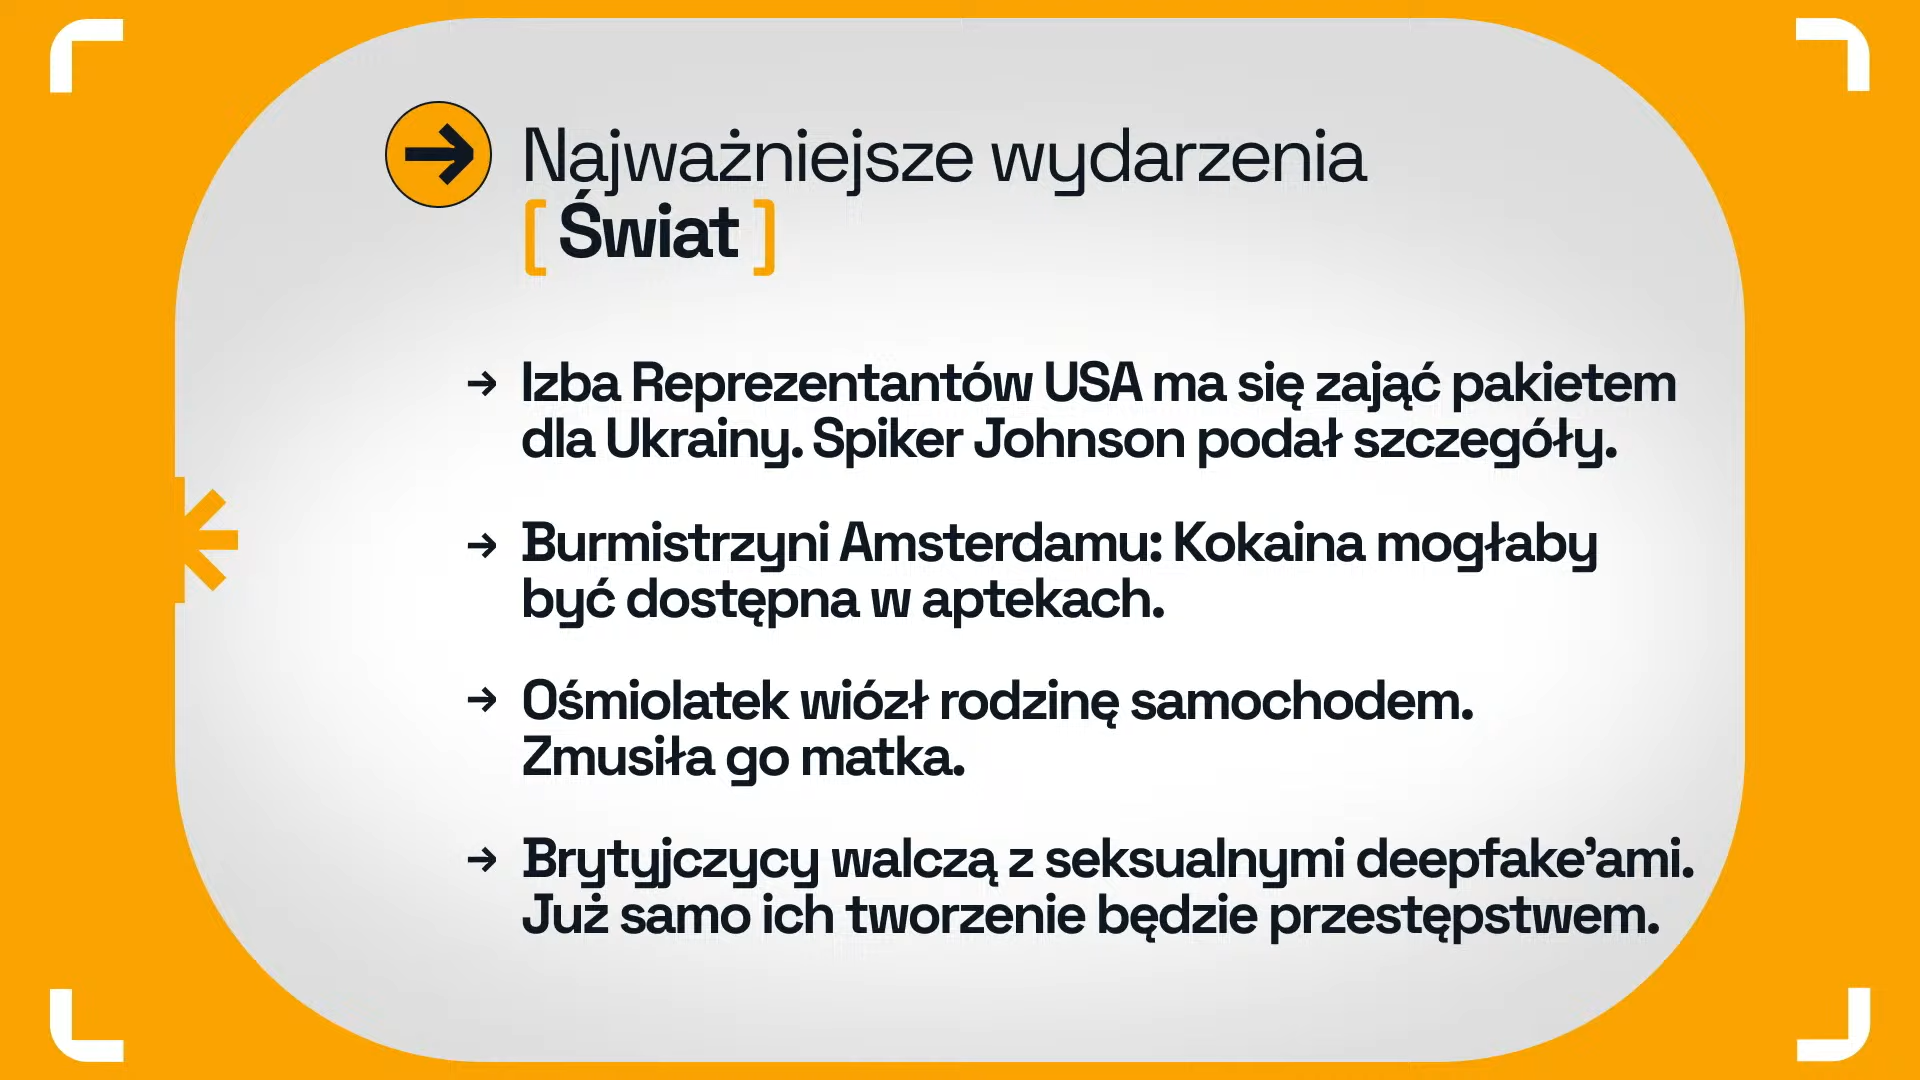 Najważniejsze wydarzenia
[ Świat ]
→ Izba Reprezentantów USA ma się zająć pakietem
dla Ukrainy. Spiker Johnson podał szczegóły.
→ Burmistrzyni Amsterdamu: Kokaina mogłaby
być dostępna w aptekach.
→ Ośmiolatek wiózł rodzinę samochodem.
Zmusiła go matka.
→ Brytyjczycy walczą z seksualnymi deepfake’ami.
Już samo ich tworzenie będzie przestępstwem.